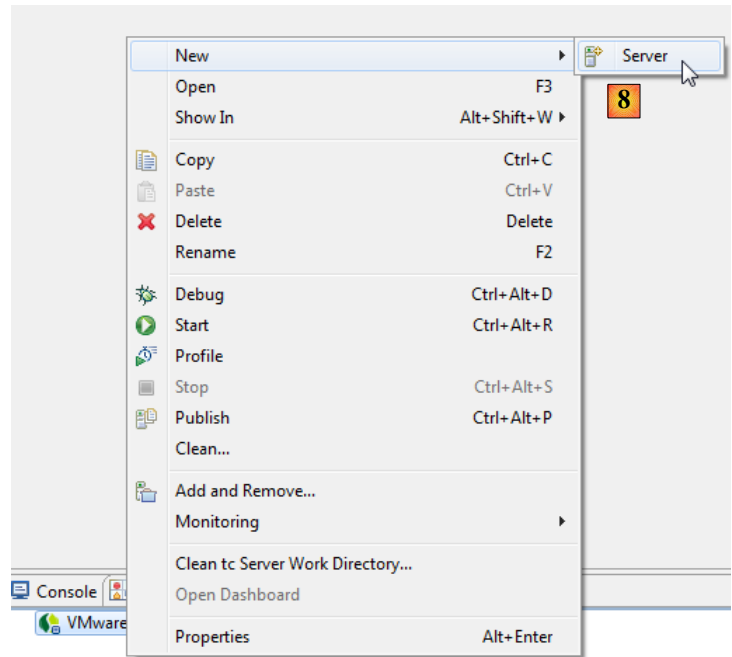 New Server
8
Open F3
Show In Alt+Shift+W
Copy Ctrl+C
Paste Ctrl+V
Delete Delete
Rename F2
Debug Ctrl+Alt+D
Start Ctrl+Alt+R
Profile
Stop Ctrl+Alt+S
Publish Ctrl+Alt+P
Clean...
Add and Remove...
Monitoring
Clean tc Server Work Directory...
Console
Open Dashboard
VMware
Properties Alt+Enter